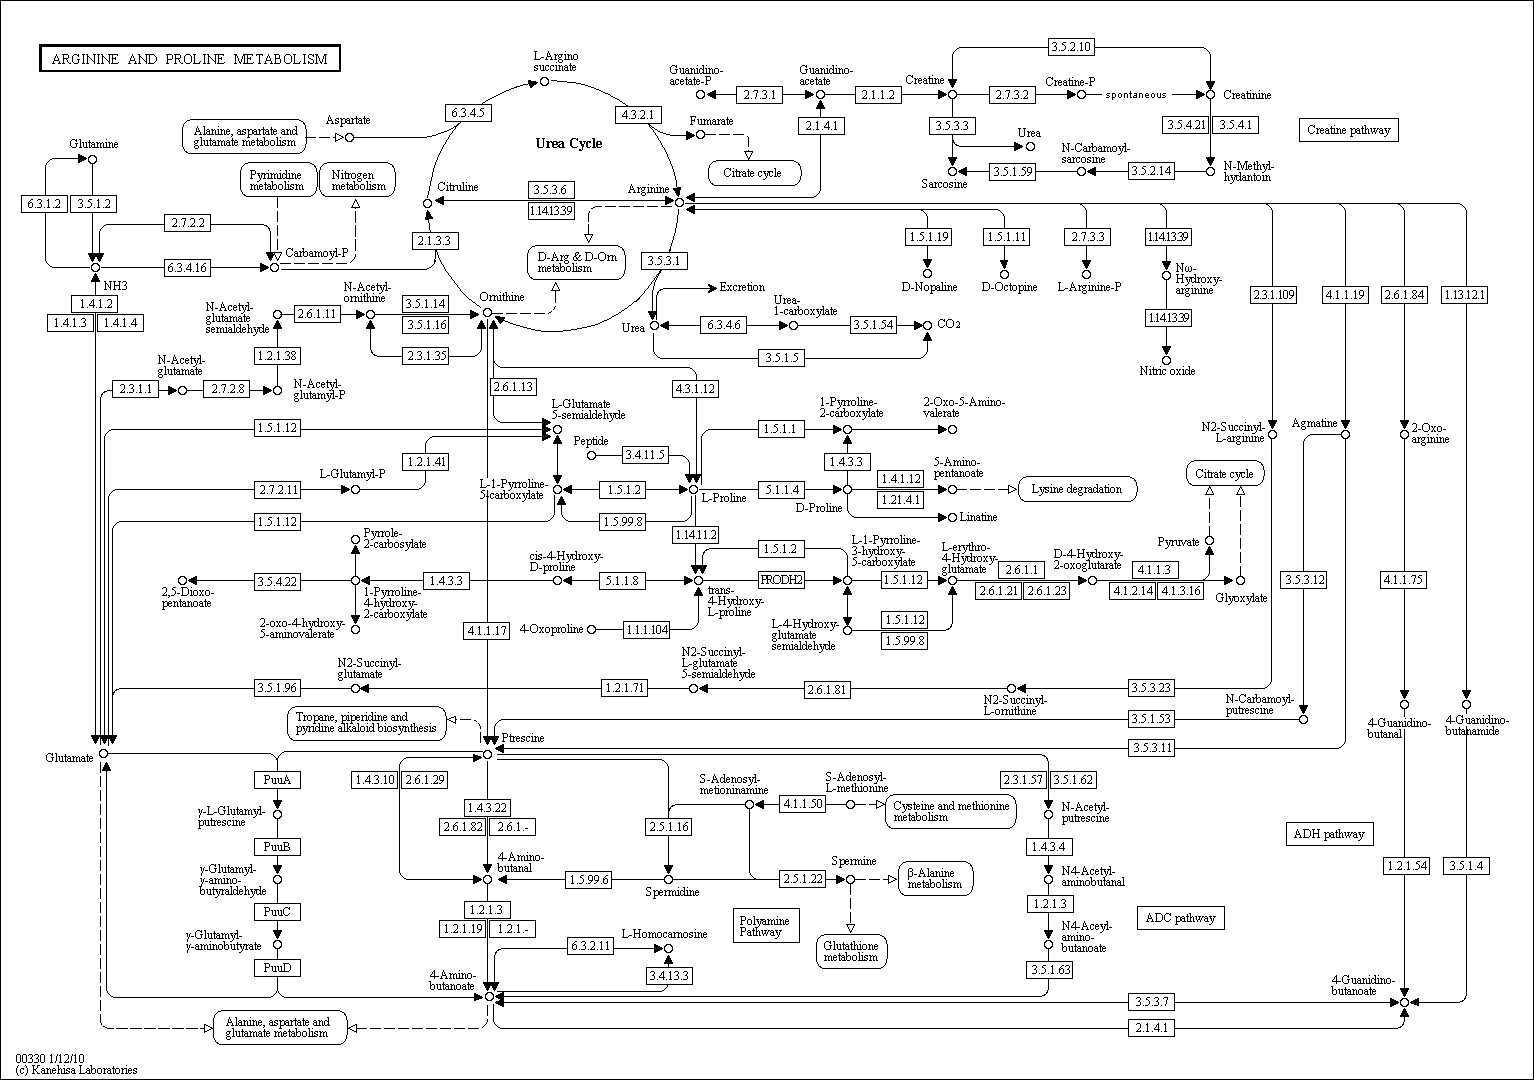 ARGININE AND PROLINE METABOLISM
L-Argino
succinate
Guanidino-
acetate-P
Guanidino-
acetate
Creatine
3.5.2.10
Creatine-P
spontaneous
Creatinine
2.7.3.1
2.1.1.2
2.7.3.2
6.3.4.5
4.3.2.1
Aspartate
Alanine, aspartate and
glutamate metabolism
Urea Cycle
Fumarate
2.1.4.1
3.5.3.3
Urea
3.5.4.21
3.5.4.1
Creatine pathway
Glutamine
Pyrimidine
metabolism
Nitrogen
metabolism
Citrate cycle
N-Carbamoyl-
sarcosine
Sarcosine
3.5.1.59
3.5.2.14
N-Methyl-
hydantoin
6.3.1.2
3.5.1.2
Citruline
3.5.3.6
1.14.13.39
Arginine
2.7.2.2
Carbamoyl-P
6.3.4.16
NH3
2.1.3.3
D-Arg & D-Orn
metabolism
3.5.3.1
1.5.1.19
1.5.1.11
2.7.3.3
1.14.13.39
D-Nopaline
D-Octopine
L-Arginine-P
Nω-
Hydroxy-
arginine
1.4.1.2
1.4.1.3
1.4.1.4
N-Acetyl-
glutamate
semialdehyde
2.6.1.11
N-Acetyl-
ornithine
3.5.1.14
3.5.1.16
Ornithine
Excretion
Urea
6.3.4.6
Urea-
1-carboxylate
3.5.1.54
CO2
1.14.13.39
2.3.1.109
4.1.1.19
2.6.1.84
1.13.12.1
1.2.1.38
2.3.1.35
3.5.1.5
Nitric oxide
N-Acetyl-
glutamate
2.3.1.1
2.7.2.8
N-Acetyl-
glutamyl-P
2.6.1.13
4.3.1.12
L-Glutamate
5-semialdehyde
1-Pyrroline-
2-carboxylate
2-Oxo-5-Amino-
valerate
1.5.1.12
1.5.1.1
N2-Succinyl-
L-arginine
Agmatine
2-Oxo-
arginine
Peptide
3.4.11.5
1.2.1.41
L-Glutamyl-P
2.7.2.11
L-1-Pyrroline-
5-carboxylate
1.5.1.2
L-Proline
5.1.1.4
1.4.3.3
D-Proline
1.4.1.12
1.21.4.1
5-Amino-
pentanoate
Lysine degradation
Citrate cycle
1.5.1.12
1.5.99.8
Linatine
1.14.11.2
Pyrrole-
2-carbosylate
cis-4-Hydroxy-
D-proline
1.5.1.2
L-1-Pyrroline-
3-hydroxy-
5-carboxylate
L-erythro-
4-Hydroxy-
glutamate
D-4-Hydroxy-
2-oxoglutarate
Pyruvate
2,5-Dioxo-
pentanoate
3.5.4.22
1-Pyrroline-
4-hydroxy-
2-carboxylate
1.4.3.3
5.1.1.8
trans-
4-Hydroxy-
L-proline
PRODH2
1.5.1.12
2.6.1.1
2.6.1.21
2.6.1.23
4.1.1.3
4.1.2.14
4.1.3.16
Glyoxylate
3.5.3.12
4.1.1.75
2-oxo-4-hydroxy-
5-aminovalerate
4.1.1.17
4-Oxoproline
1.1.1.104
L-4-Hydroxy-
glutamate
semialdehyde
1.5.1.12
1.5.99.8
N2-Succinyl-
glutamate
3.5.1.96
1.2.1.71
N2-Succinyl-
L-glutamate
5-semialdehyde
2.6.1.81
N2-Succinyl-
L-ornithine
3.5.3.23
N-Carbamoyl-
putrescine
Tropane, piperidine and
pyridine alkaloid biosynthesis
3.5.1.53
4-Guanidino-
butanal
4-Guanidino-
butanamide
Glutamate
Ptrescine
3.5.3.11
PuuA
1.4.3.10
2.6.1.29
S-Adenosyl-
metioninamine
S-Adenosyl-
L-methionine
4.1.1.50
Cysteine and methionine
metabolism
2.3.1.57
3.5.1.62
N-Acetyl-
putrescine
γ-L-Glutamyl-
putrescine
1.4.3.22
2.6.1.82
2.6.1.-
2.5.1.16
ADH pathway
PuuB
1.4.3.4
γ-Glutamyl-
γ-amino-
butyraldehyde
4-Amino-
butanal
1.5.99.6
Spermidine
2.5.1.22
Spermine
β-Alanine
metabolism
N4-Acetyl-
aminobutanal
1.2.1.54
3.5.1.4
PuuC
1.2.1.3
1.2.1.19
1.2.1.-
Polyamine
Pathway
1.2.1.3
ADC pathway
γ-Glutamyl-
γ-aminobutyrate
6.3.2.11
L-Homocarnosine
Glutathione
metabolism
N4-Aceyl-
amino-
butanoate
PuuD
4-Amino-
butanoate
3.4.13.3
3.5.1.63
4-Guanidino-
butanoate
3.5.3.7
Alanine, aspartate and
glutamate metabolism
2.1.4.1
00330 1/12/10
(c) Kanehisa Laboratories